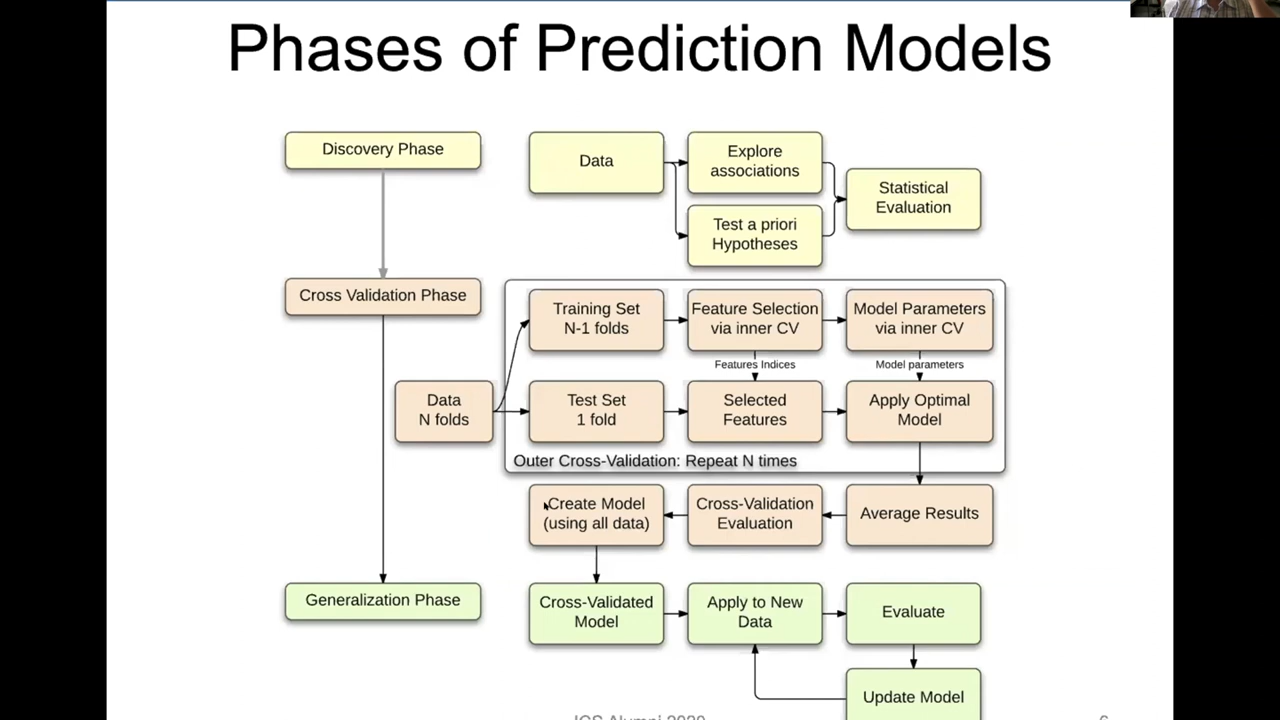 Phases of Prediction Models
Discovery Phase
Data
Explore
associations
Test a priori
Hypotheses
Statistical
Evaluation
Cross Validation Phase
Data
N folds
Training Set
N-1 folds
Feature Selection
via inner CV
Model Parameters
via inner CV
Features Indices
Model parameters
Test Set
1 fold
Selected
Features
Apply Optimal
Model
Outer Cross-Validation: Repeat N times
Create Model
(using all data)
Cross-Validation
Evaluation
Average Results
Generalization Phase
Cross-Validated
Model
Apply to New
Data
Evaluate
Update Model
Alumni 2020
6